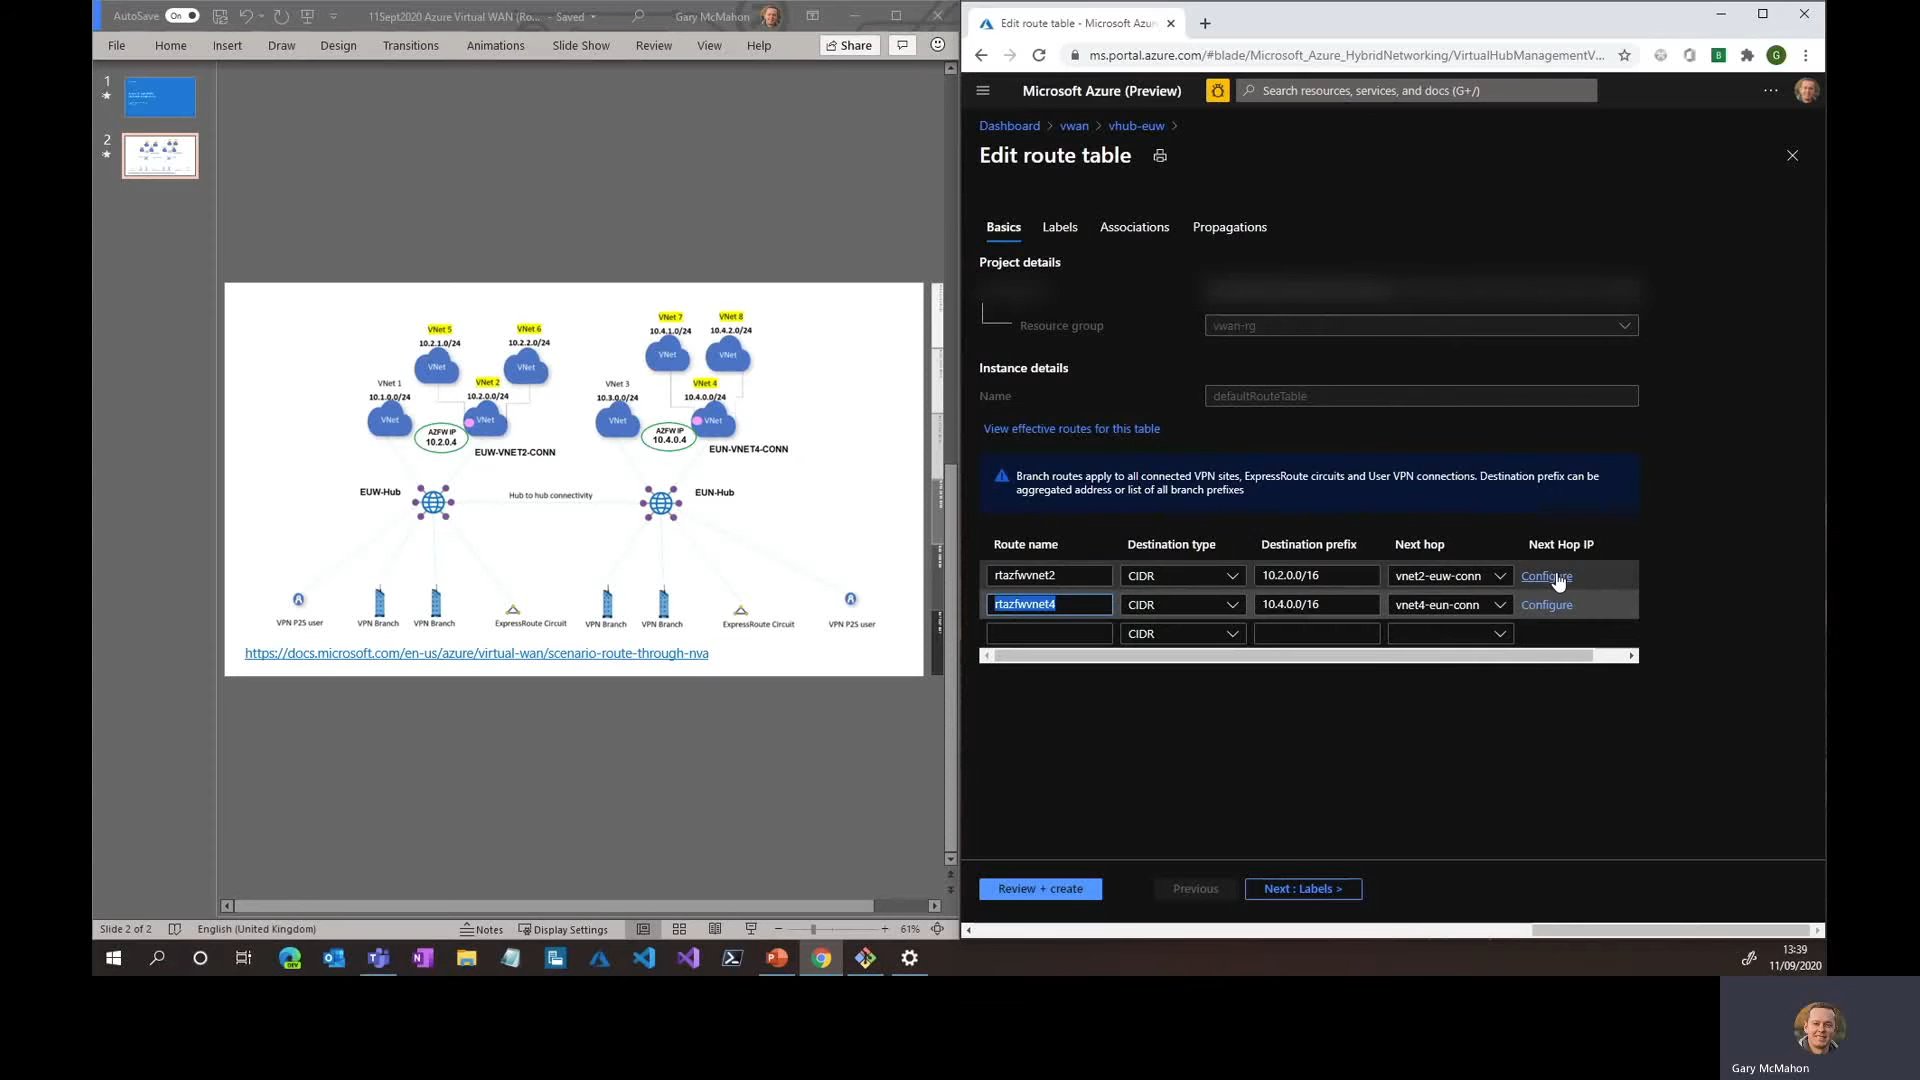 AutoSave On 11Sept2020 Azure Virtual WAN (Ro... - Saved Gary McMahon
File Home Insert Draw Design Transitions Animations Slide Show Review View Help Share
1
2
VNet 5 VNet 6
10.2.1.0/24 10.2.2.0/24
VNet VNet
VNet 1 VNet 2
10.1.0.0/24 10.2.0.0/24
VNet VNet
AZFW IP
10.2.0.4
EUW-VNET2-CONN
VNet 7 VNet 8
10.4.1.0/24 10.4.2.0/24
VNet VNet
VNet 3 VNet 4
10.3.0.0/24 10.4.0.0/24
VNet VNet
AZFW IP
10.4.0.4
EUN-VNET4-CONN
EUW-Hub Hub to hub connectivity EUN-Hub
VPN P2S user VPN Branch VPN Branch ExpressRoute Circuit VPN Branch VPN Branch ExpressRoute Circuit VPN P2S user
https://docs.microsoft.com/en-us/azure/virtual-wan/scenario-route-through-nva
Slide 2 of 2 English (United Kingdom) Notes Display Settings 61%
Edit route table - Microsoft Azur
ms.portal.azure.com/#blade/Microsoft_Azure_HybridNetworking/VirtualHubManagementV...
Microsoft Azure (Preview) Search resources, services, and docs (G+/)
Dashboard > vwan > vhub-euw >
Edit route table
Basics Labels Associations Propagations
Project details
Resource group vwan-rg
Instance details
Name defaultRouteTable
View effective routes for this table
Branch routes apply to all connected VPN sites, ExpressRoute circuits and User VPN connections. Destination prefix can be
aggregated address or list of all branch prefixes
Route name Destination type Destination prefix Next hop Next Hop IP
rtazfwvnet2 CIDR 10.2.0.0/16 vnet2-euw-conn Configure
rtazfwvnet4 CIDR 10.4.0.0/16 vnet4-eun-conn Configure
CIDR
Review + create Previous Next : Labels >
13:39
11/09/2020
Gary McMahon